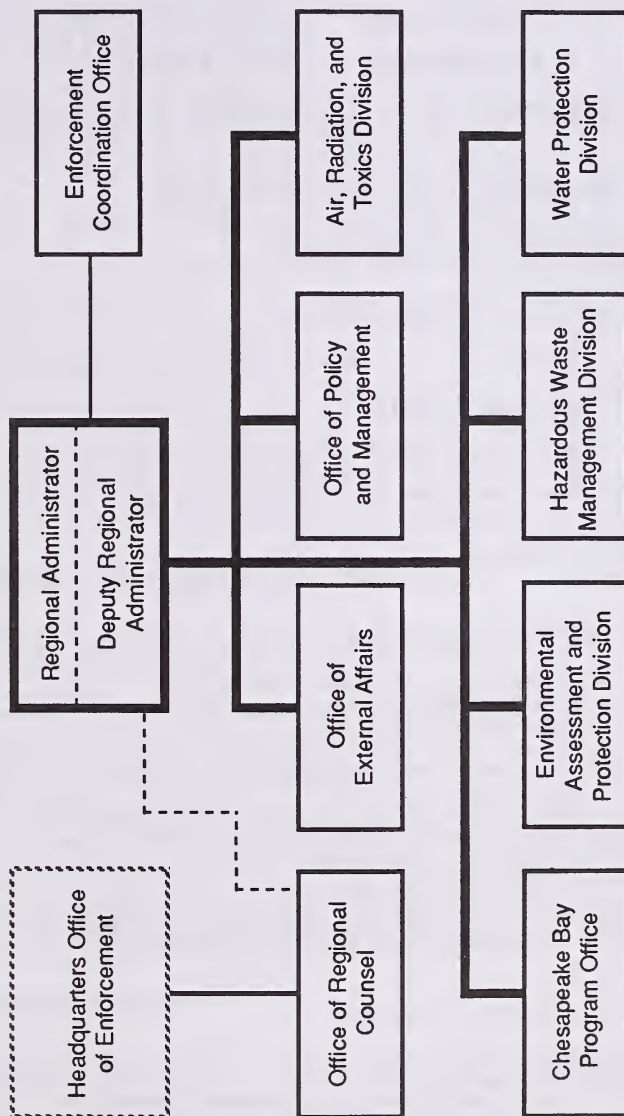 Headquarters Office
of Enforcement
Regional Administrator
Deputy Regional
Administrator
Enforcement
Coordination Office
Office of Regional
Counsel
Office of
External Affairs
Office of Policy
and Management
Air, Radiation, and
Toxics Division
Chesapeake Bay
Program Office
Environmental
Assessment and
Protection Division
Hazardous Waste
Management Division
Water Protection
Division